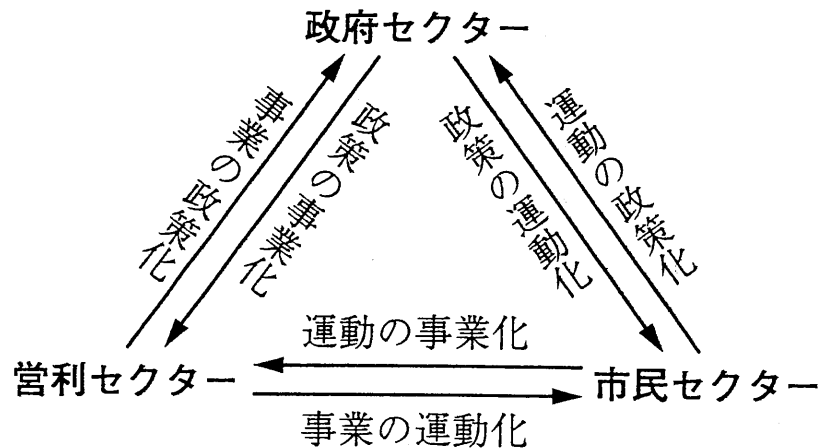 政府セクター
事業の政策化
政策の事業化
政策の運動化
運動の政策化
運動の事業化
営利セクター
市民セクター
事業の運動化